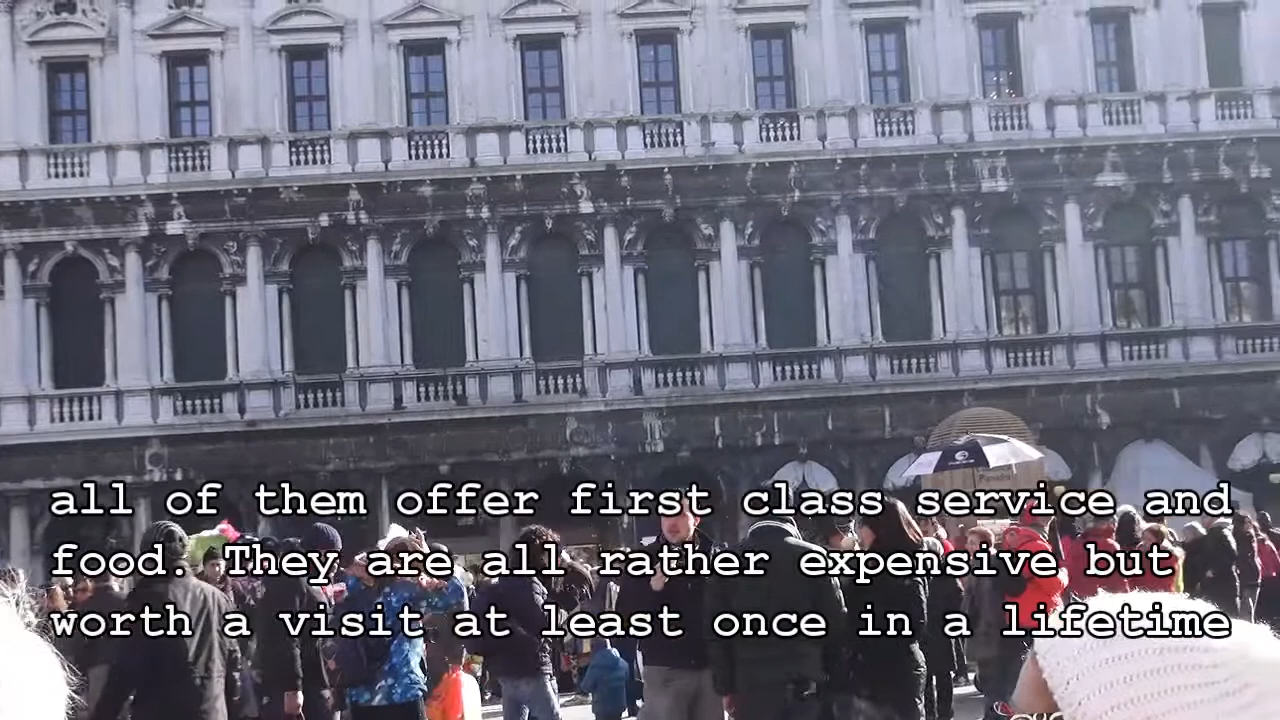 all of them offer first class service and
food. They are all rather expensive but
worth a visit at least once in a lifetime